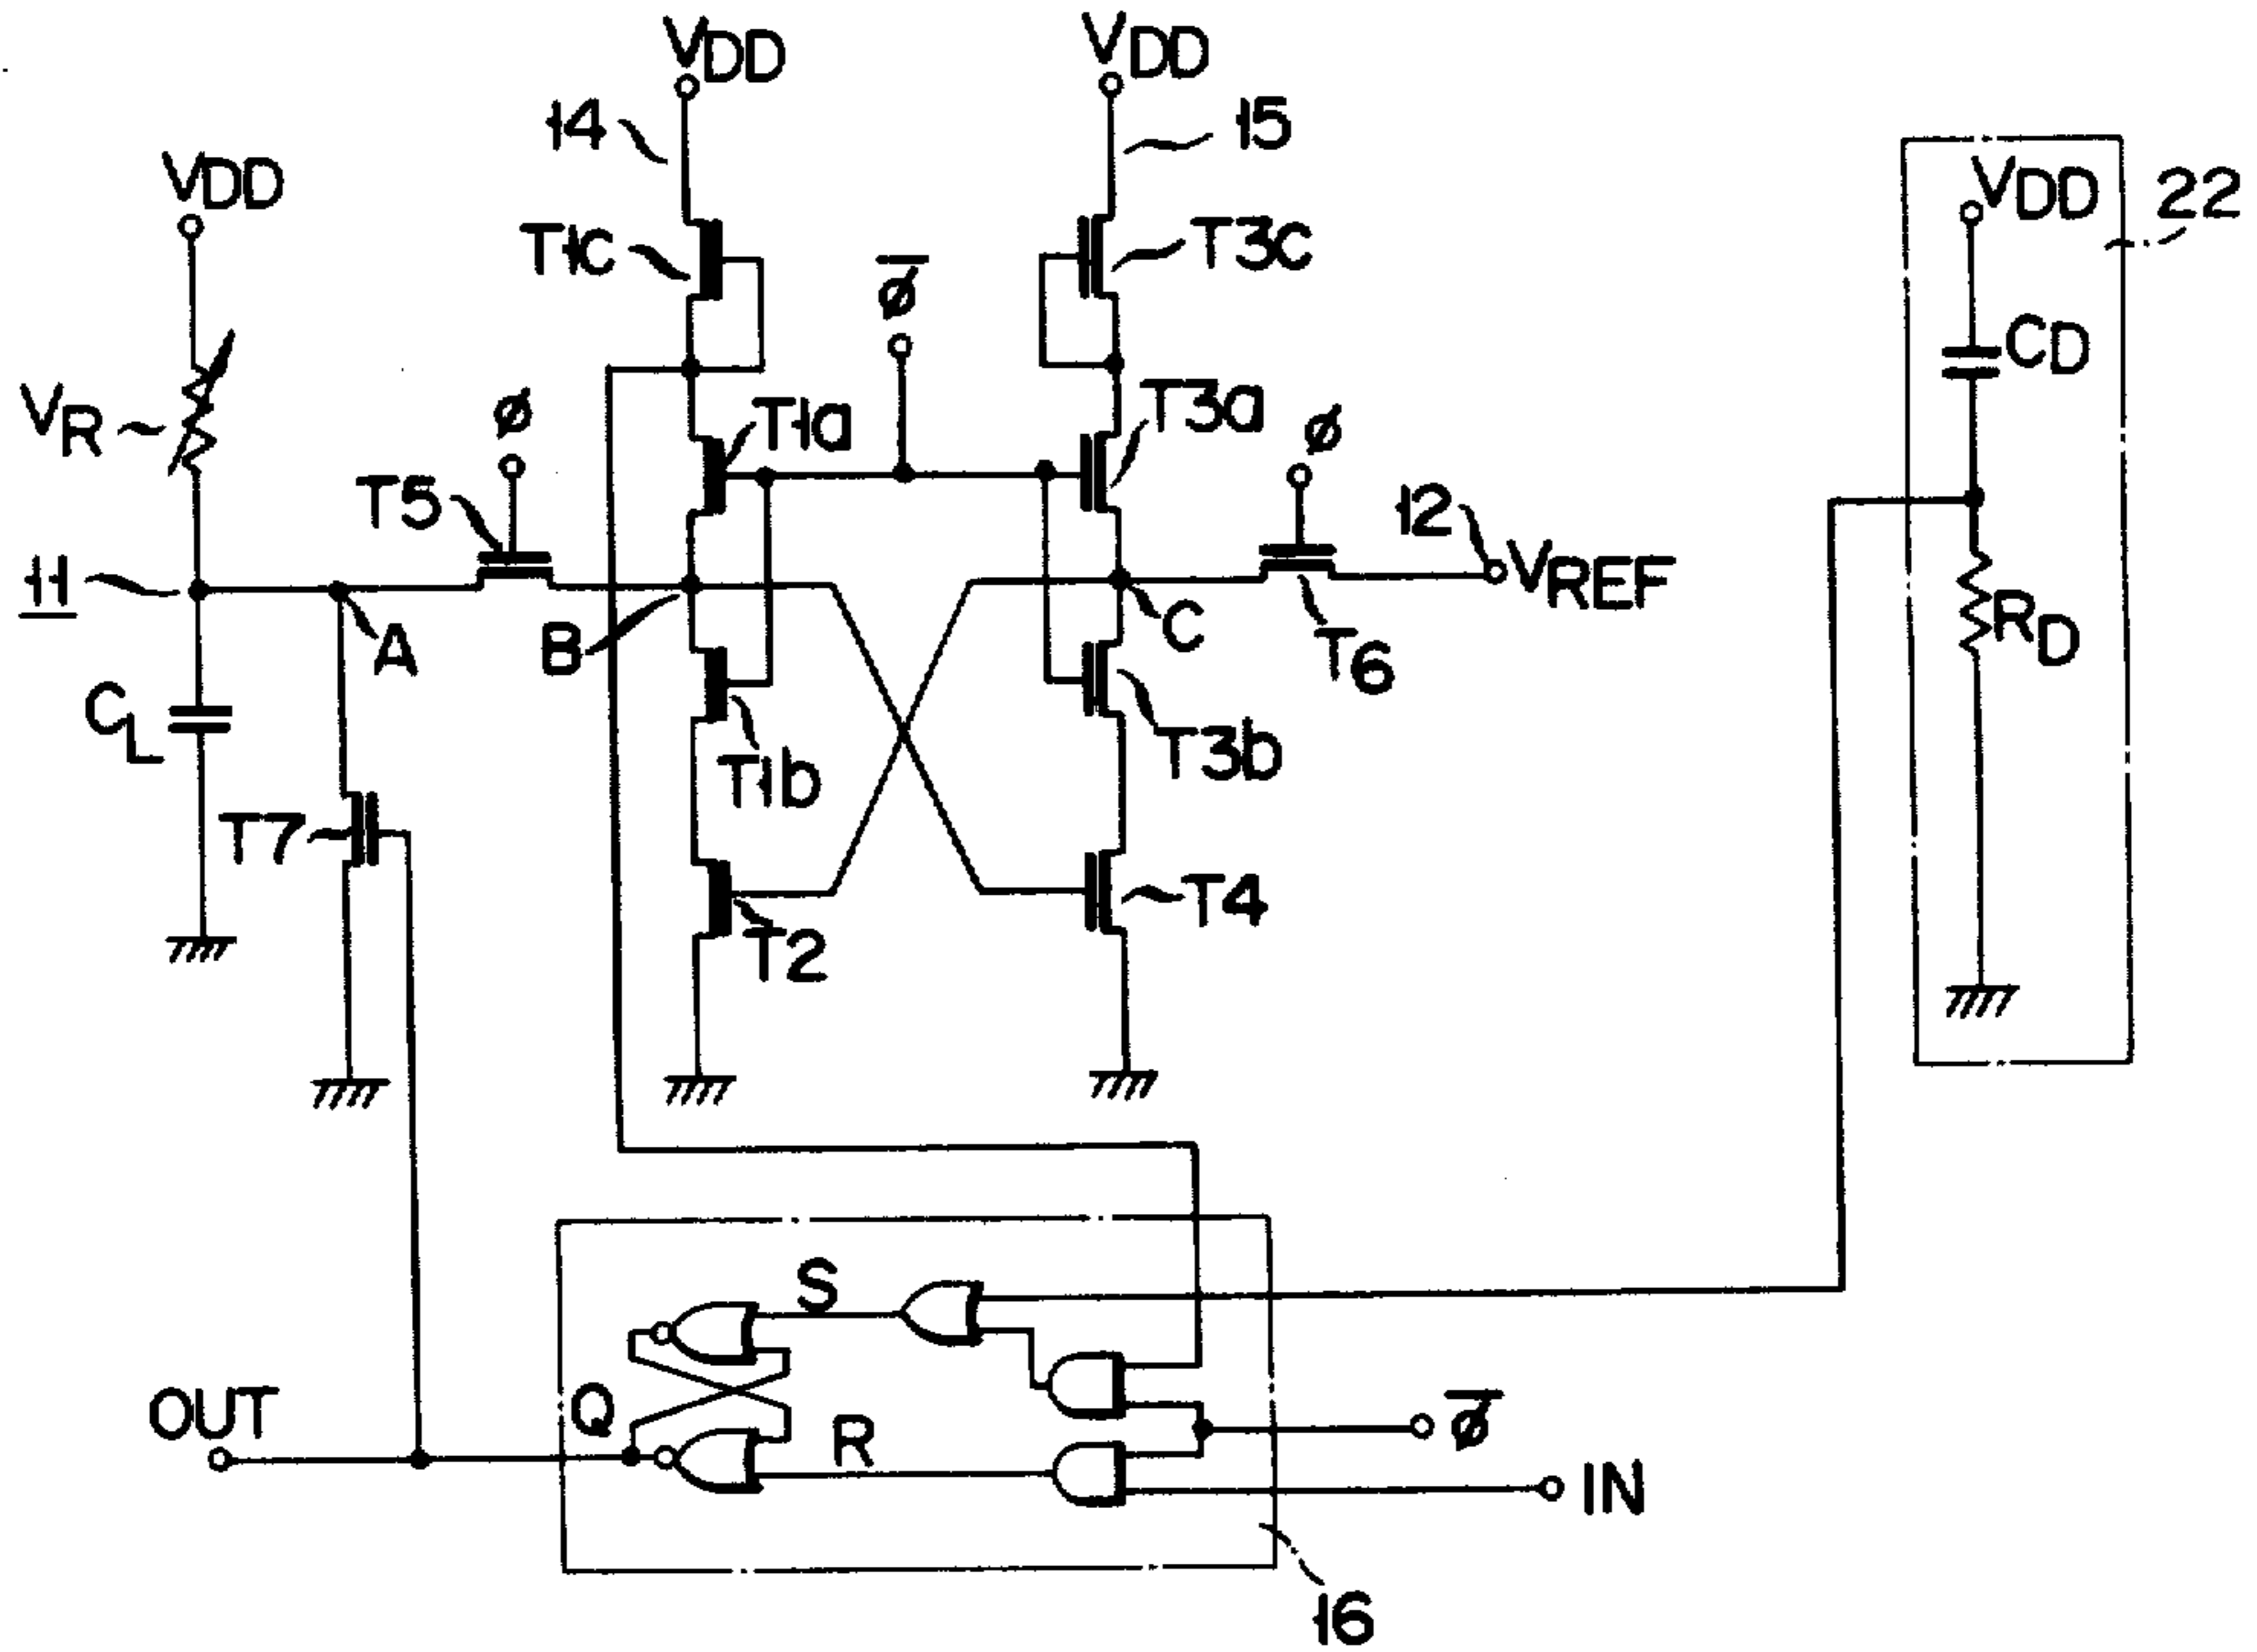 VDD
VDD
14
15
VDD
VDD
22
T1C
T3C
φ̅
CD
VR
φ
T1a
T3a
φ
T5
12
VREF
11
A
B
C
T6
RD
CL
T1b
T3b
T7
T2
T4
S
OUT
Q
R
φ̅
IN
16